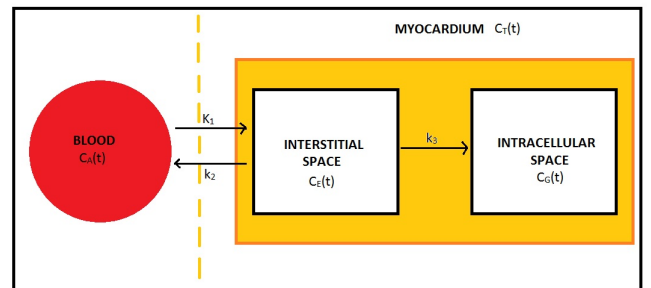 MYOCARDIUM C_T(t)
BLOOD
C_A(t)
K_1
k_2
INTERSTITIAL
SPACE
C_E(t)
k_3
INTRACELLULAR
SPACE
C_G(t)